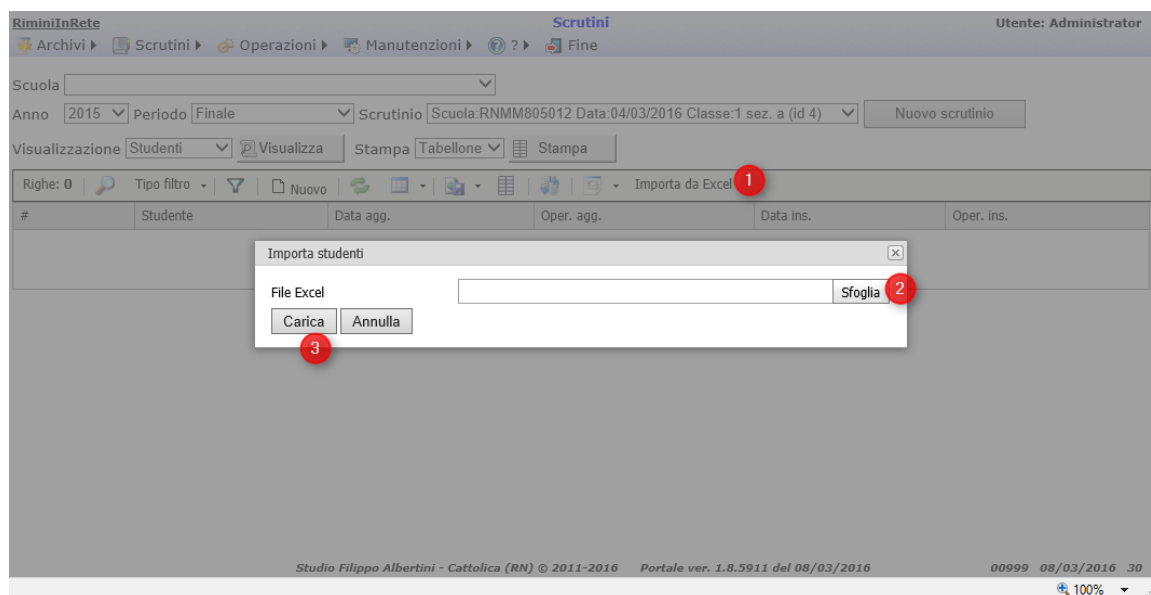 RiminiInRete Scrutini Utente: Administrator
Archivi Scrutini Operazioni Manutenzioni ? Fine
Scuola
Anno 2015 Periodo Finale Scrutinio Scuola:RNMM805012 Data:04/03/2016 Classe:1 sez. a (id 4) Nuovo scrutinio
Visualizzazione Studenti Visualizza Stampa Tabellone Stampa
Righe: 0 Tipo filtro Nuovo Importa da Excel 1
# Studente Data agg. Oper. agg. Data ins. Oper. ins.
Importa studenti
File Excel Sfoglia 2
Carica Annulla
3
Studio Filippo Albertini - Cattolica (RN) © 2011-2016 Portale ver. 1.8.5911 del 08/03/2016 00999 08/03/2016 30
100%